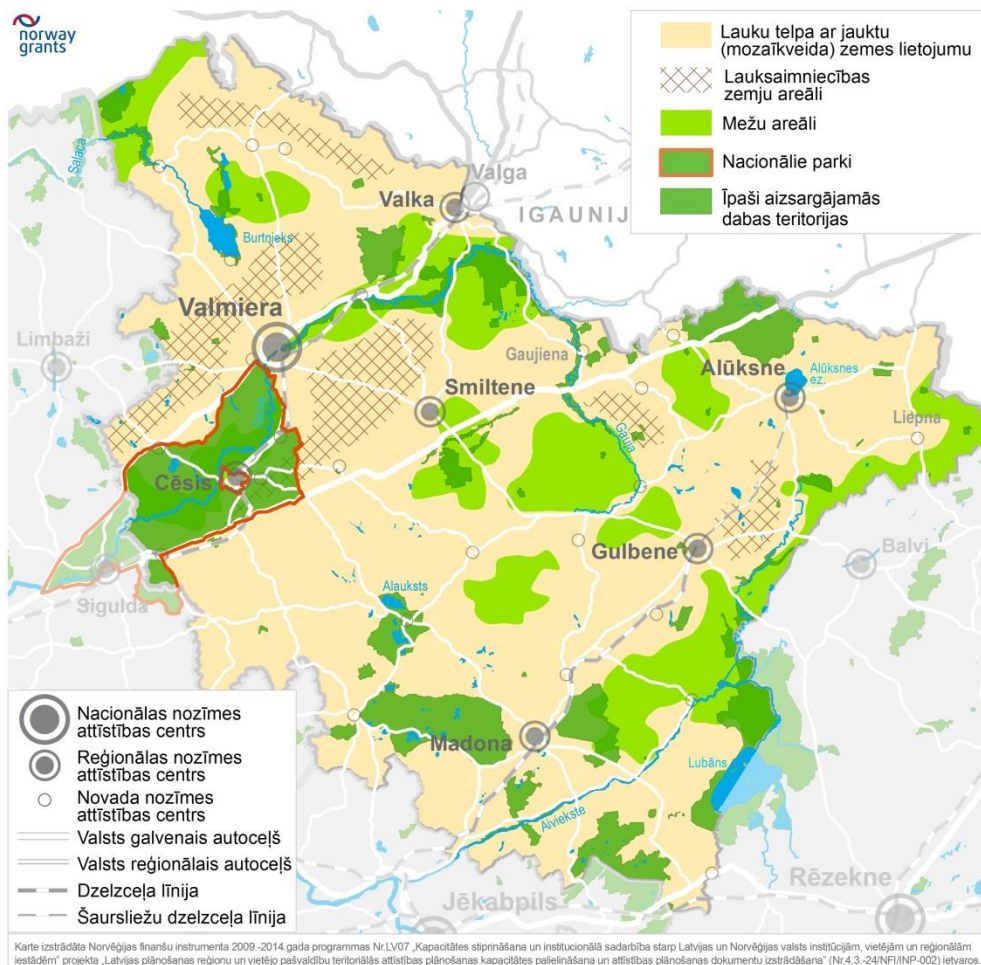 norway
grants
Lauku telpa ar jauktu
(mozaīkveida) zemes lietojumu
Lauksaimniecības
zemju areāli
Mežu areāli
Nacionālie parki
Īpaši aizsargājamās
dabas teritorijas
Salaca
Valga
Valka
IGAUNIJ
Burtnieks
Valmiera
Limbaži
Gaujiena
Alūksne
Alūksnes
ez.
Smiltene
Liepna
Gauja
Gauja
Cēsis
Gulbene
Balvi
Sigulda
Alauksts
Madona
Lubāns
Aiviekste
Jēkabpils
Rēzekne
Nacionālas nozīmes
attīstības centrs
Reģionālas nozīmes
attīstības centrs
Novada nozīmes
attīstības centrs
Valsts galvenais autoceļš
Valsts reģionālais autoceļš
Dzelzceļa līnija
Šaursliežu dzelzceļa līnija
Karte izstrādāta Norvēģijas finanšu instrumenta 2009.-2014.gada programmas Nr.LV07 „Kapacitātes stiprināšana un institucionālā sadarbība starp Latvijas un Norvēģijas valsts institūcijām, vietējām un reģionālām
iestādēm" projekta „Latvijas plānošanas reģionu un vietējo pašvaldību teritoriālās attīstības plānošanas kapacitātes palielināšana un attīstības plānošanas dokumentu izstrādāšana" (Nr.4.3.-24/NFI/INP-002) ietvaros.